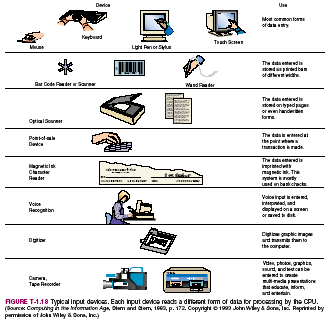 Device Use
Most common forms
of data entry.
Keyboard
Mouse
Light Pen or Stylus
Touch Screen
The data entered is
stored as printed bars
of different widths.
Bar Code Reader or Scanner
Wand Reader
The data entered is
stored on typed pages
or even handwritten
forms.
Optical Scanner
Point-of-sale
Device
The data is entered at
the point where a
transaction is made.
Magnetic Ink
Character
Reader
The data entered is
imprinted with
magnetic ink. This
system is mostly
used on bank checks.
Voice
Recognition
Voice input is entered,
interpreted, and
displayed on a screen
or saved to disk.
Digitizer
Digitizes graphic images
and transmits them to
the computer.
Camera,
Tape Recorder
Video, photos, graphics,
sound, and text can be
entered to create
multi-media presentations
that educate, inform,
and entertain.
FIGURE T-1.18 Typical input devices. Each input device reads a different form of data for processing by the CPU.
(Source: Computing in the Information Age, Stern and Stern, 1993, p. 172. Copyright © 1993 John Wiley & Sons, Inc. Reprinted by
permission of John Wiley & Sons, Inc.)